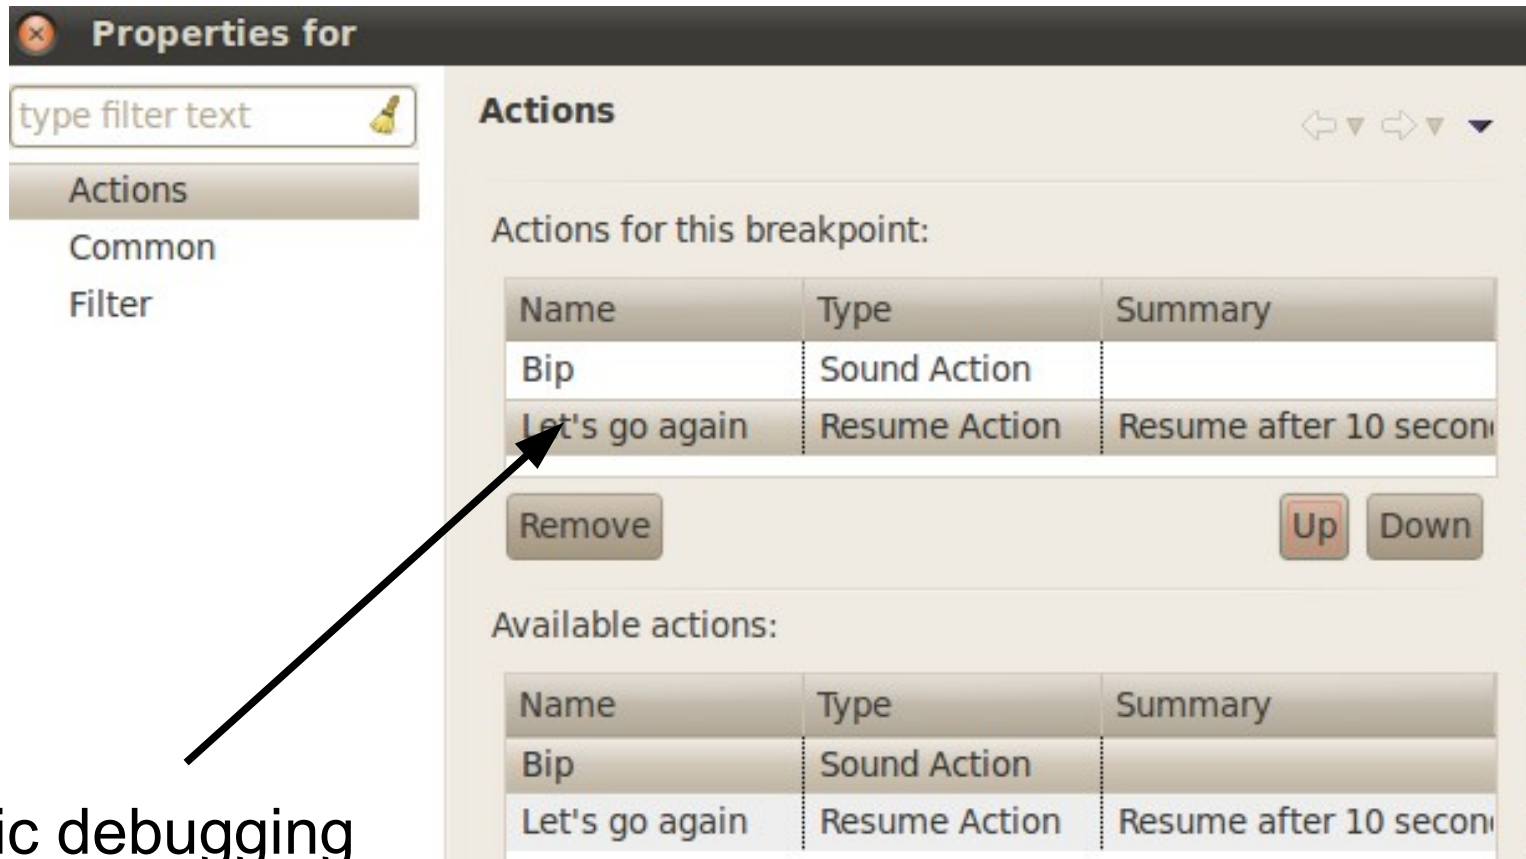 Properties for
type filter text
Actions
Common
Filter
Actions
Actions for this breakpoint:
Name Type Summary
Bip Sound Action
Let's go again Resume Action Resume after 10 secon
Remove Up Down
Available actions:
Name Type Summary
Bip Sound Action
Let's go again Resume Action Resume after 10 secon
ic debugging